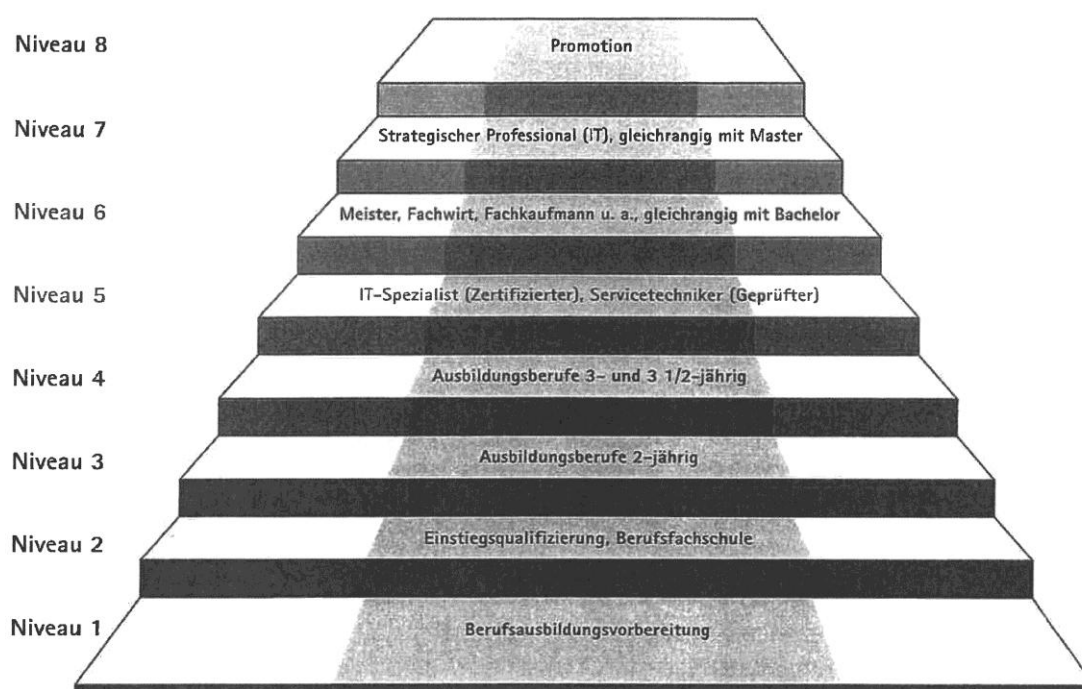 Niveau 8 Promotion
Niveau 7 Strategischer Professional (IT), gleichrangig mit Master
Niveau 6 Meister, Fachwirt, Fachkaufmann u. a., gleichrangig mit Bachelor
Niveau 5 IT-Spezialist (Zertifizierter), Servicetechniker (Geprüfter)
Niveau 4 Ausbildungsberufe 3- und 3 1/2-jährig
Niveau 3 Ausbildungsberufe 2-jährig
Niveau 2 Einstiegsqualifizierung, Berufsfachschule
Niveau 1 Berufsausbildungsvorbereitung